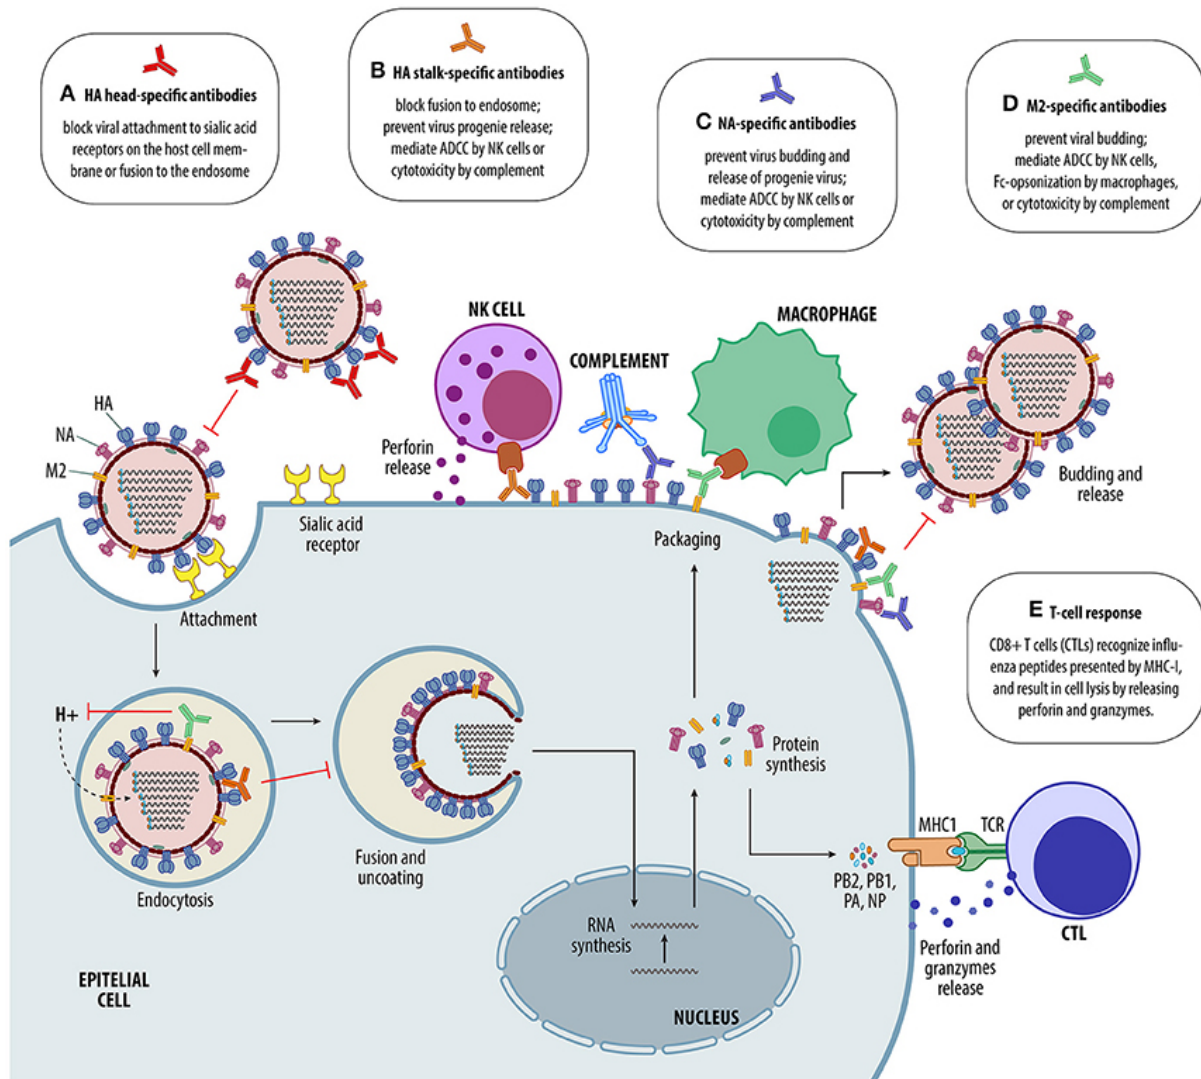 A HA head-specific antibodies
block viral attachment to sialic acid
receptors on the host cell mem-
brane or fusion to the endosome
B HA stalk-specific antibodies
block fusion to endosome;
prevent virus progenie release;
mediate ADCC by NK cells or
cytotoxicity by complement
C NA-specific antibodies
prevent virus budding and
release of progenie virus;
mediate ADCC by NK cells or
cytotoxicity by complement
D M2-specific antibodies
prevent viral budding;
mediate ADCC by NK cells,
Fc-opsonization by macrophages,
or cytotoxicity by complement
NK CELL
MACROPHAGE
COMPLEMENT
HA
NA
M2
Perforin
release
Sialic acid
receptor
Packaging
Budding and
release
Attachment
E T-cell response
CD8+ T cells (CTLs) recognize influ-
enza peptides presented by MHC-I,
and result in cell lysis by releasing
perforin and granzymes.
H+
Protein
synthesis
Endocytosis
Fusion and
uncoating
MHC1
TCR
PB2, PB1,
PA, NP
CTL
Perforin and
granzymes
release
RNA
synthesis
NUCLEUS
EPITELIAL
CELL